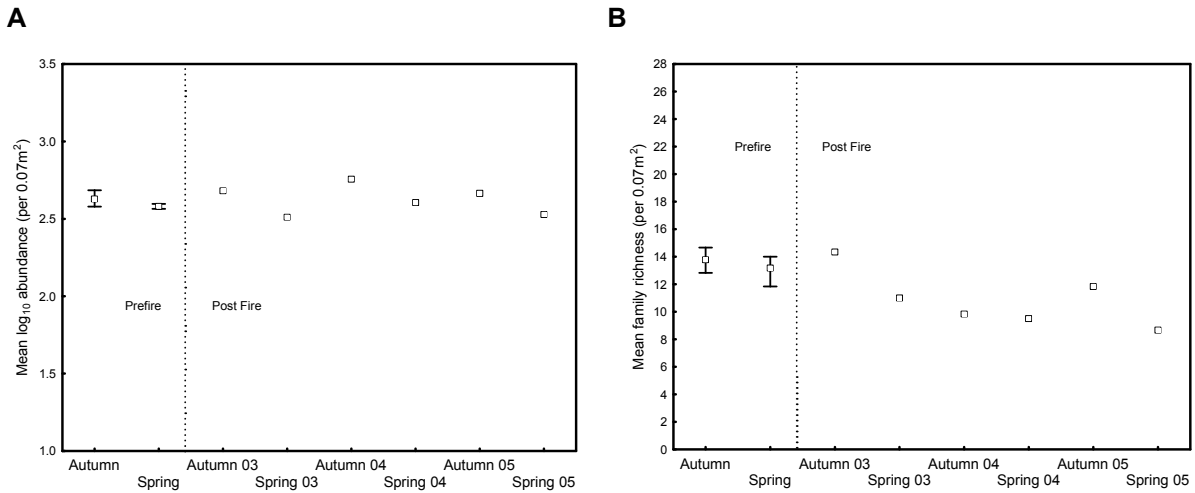 A
Mean log10 abundance (per 0.07m2)
3.5
3.0
2.5
2.0
1.5
1.0
Prefire
Post Fire
Autumn
Spring
Autumn 03
Spring 03
Autumn 04
Spring 04
Autumn 05
Spring 05
B
Mean family richness (per 0.07m2)
28
26
24
22
20
18
16
14
12
10
8
6
4
2
0
Prefire
Post Fire
Autumn
Spring
Autumn 03
Spring 03
Autumn 04
Spring 04
Autumn 05
Spring 05